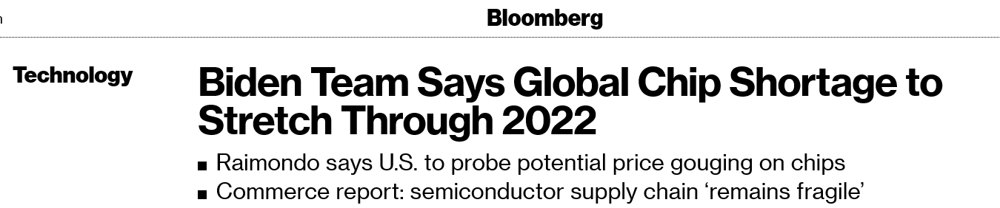 Bloomberg
Technology
Biden Team Says Global Chip Shortage to
Stretch Through 2022
■ Raimondo says U.S. to probe potential price gouging on chips
■ Commerce report: semiconductor supply chain ‘remains fragile’